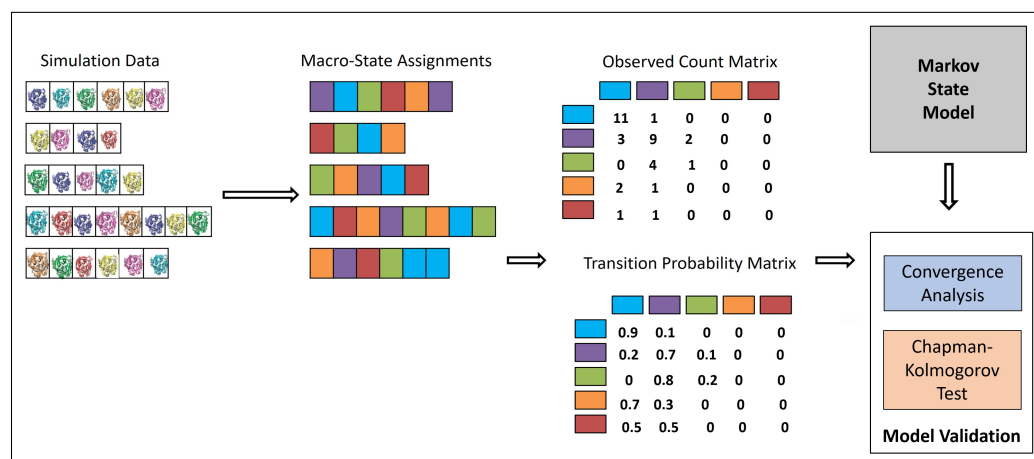 Simulation Data
Macro-State Assignments
Observed Count Matrix
11 1 0 0 0
3 9 2 0 0
0 4 1 0 0
2 1 0 0 0
1 1 0 0 0
Transition Probability Matrix
0.9 0.1 0 0 0
0.2 0.7 0.1 0 0
0 0.8 0.2 0 0
0.7 0.3 0 0 0
0.5 0.5 0 0 0
Markov
State
Model
Convergence
Analysis
Chapman-
Kolmogorov
Test
Model Validation